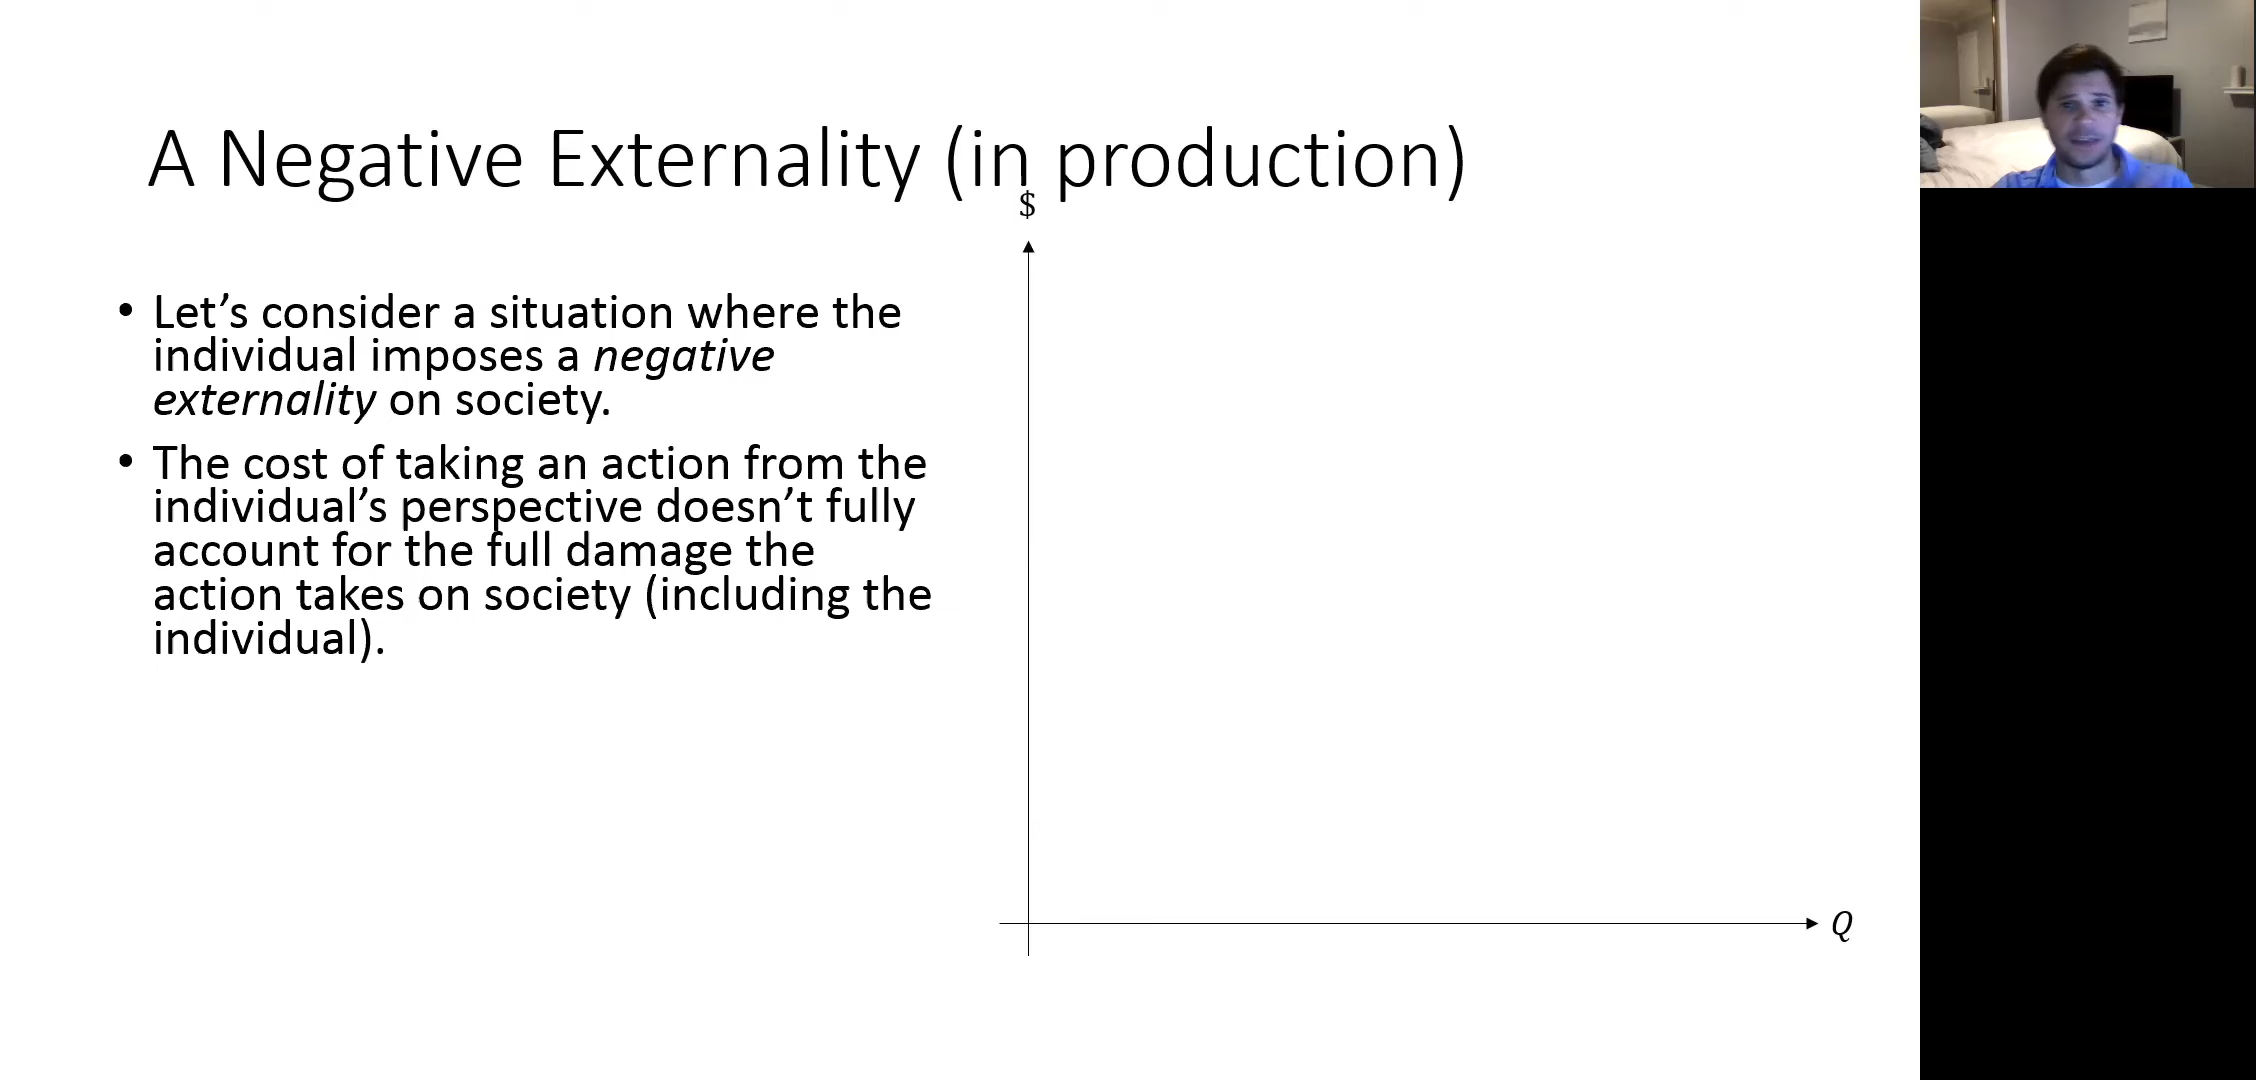 A Negative Externality (in production)
$
• Let’s consider a situation where the
individual imposes a negative
externality on society.
• The cost of taking an action from the
individual’s perspective doesn’t fully
account for the full damage the
action takes on society (including the
individual).
Q